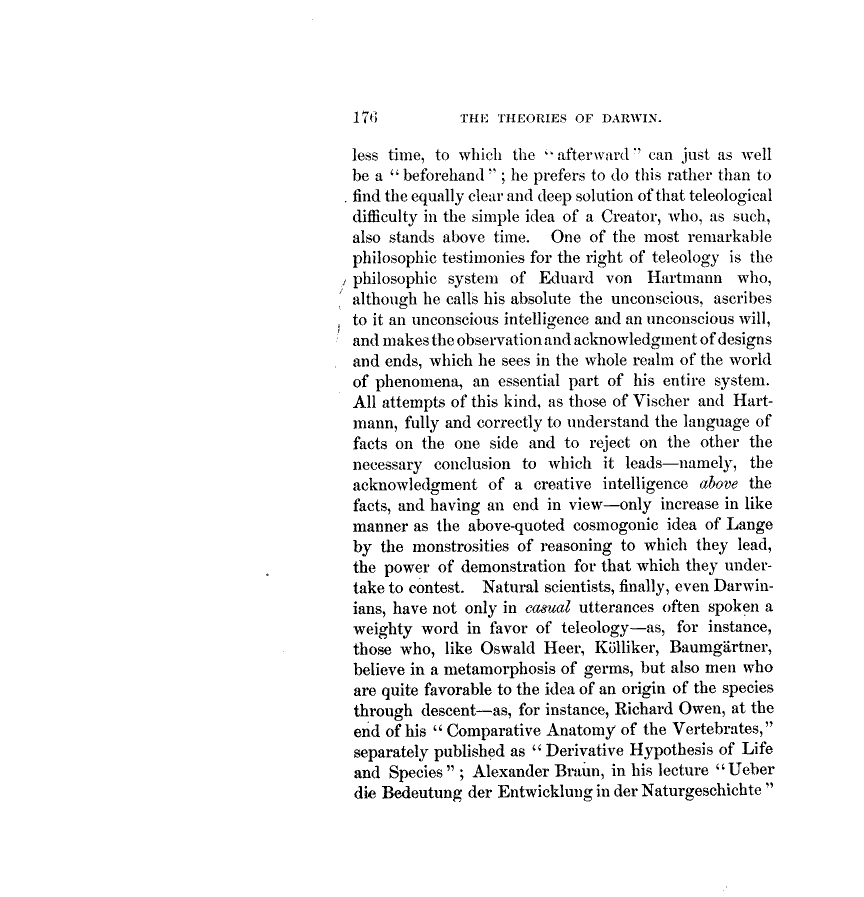 176 THE THEORIES OF DARWIN.
less time, to which the “afterward” can just as well
be a “beforehand”; he prefers to do this rather than to
find the equally clear and deep solution of that teleological
difficulty in the simple idea of a Creator, who, as such,
also stands above time. One of the most remarkable
philosophic testimonies for the right of teleology is the
philosophic system of Eduard von Hartmann who,
although he calls his absolute the unconscious, ascribes
to it an unconscious intelligence and an unconscious will,
and makes the observation and acknowledgment of designs
and ends, which he sees in the whole realm of the world
of phenomena, an essential part of his entire system.
All attempts of this kind, as those of Vischer and Hart-
mann, fully and correctly to understand the language of
facts on the one side and to reject on the other the
necessary conclusion to which it leads—namely, the
acknowledgment of a creative intelligence above the
facts, and having an end in view—only increase in like
manner as the above-quoted cosmogonic idea of Lange
by the monstrosities of reasoning to which they lead,
the power of demonstration for that which they under-
take to contest. Natural scientists, finally, even Darwin-
ians, have not only in casual utterances often spoken a
weighty word in favor of teleology—as, for instance,
those who, like Oswald Heer, Kölliker, Baumgärtner,
believe in a metamorphosis of germs, but also men who
are quite favorable to the idea of an origin of the species
through descent—as, for instance, Richard Owen, at the
end of his “Comparative Anatomy of the Vertebrates,”
separately published as “Derivative Hypothesis of Life
and Species”; Alexander Braun, in his lecture “Ueber
die Bedeutung der Entwicklung in der Naturgeschichte”